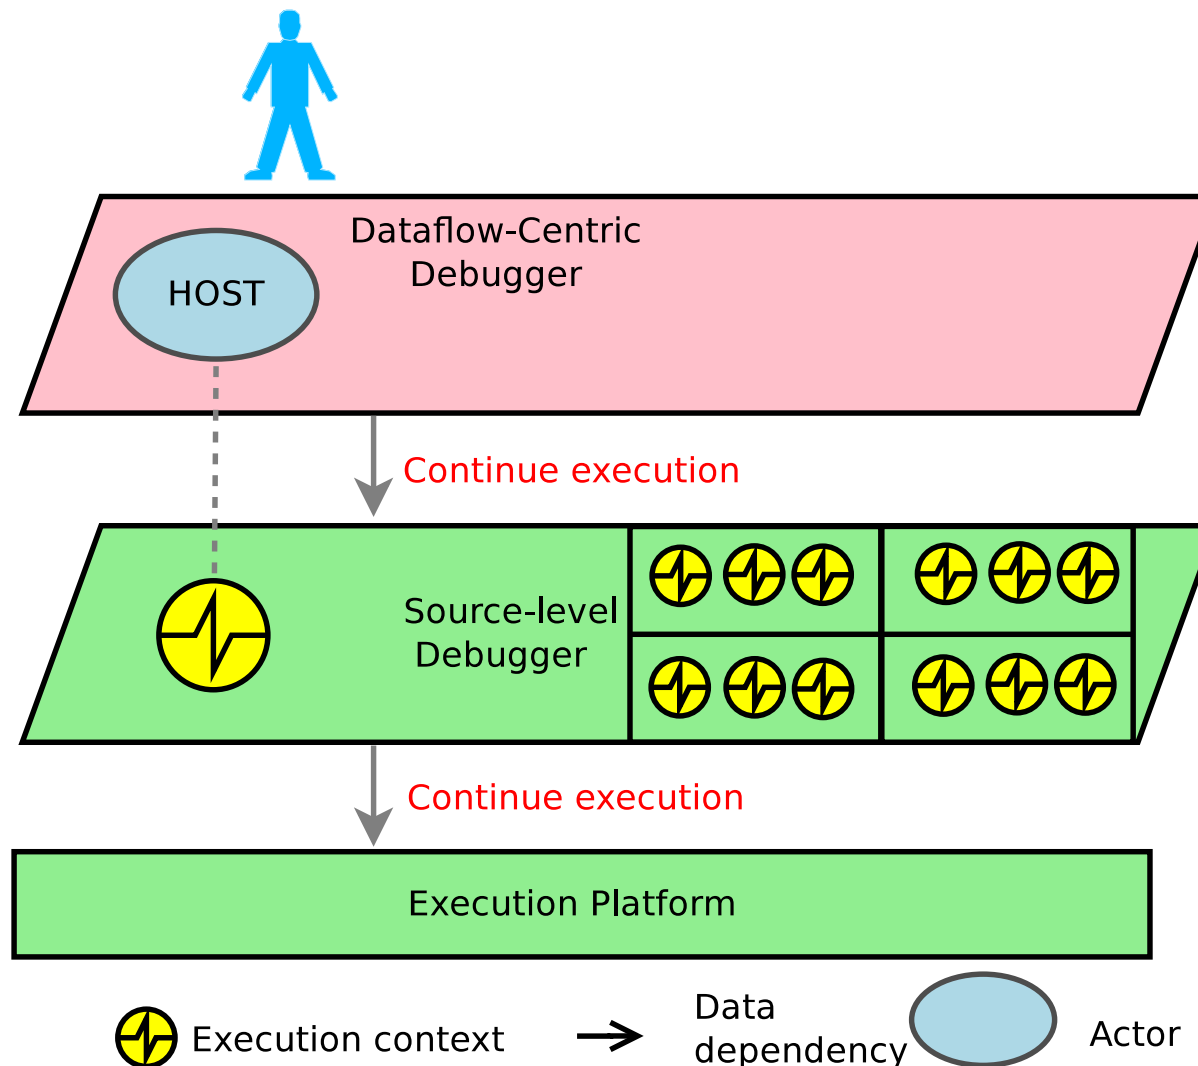 Dataflow-Centric
Debugger
HOST
Continue execution
Source-level
Debugger
Continue execution
Execution Platform
Execution context
Data
dependency
Actor